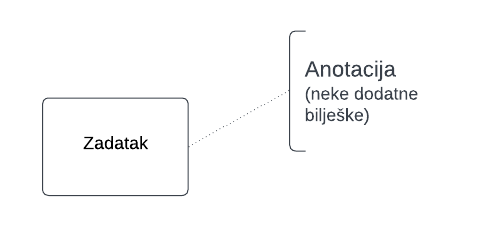 Anotacija
(neke dodatne
bilješke)
Zadatak